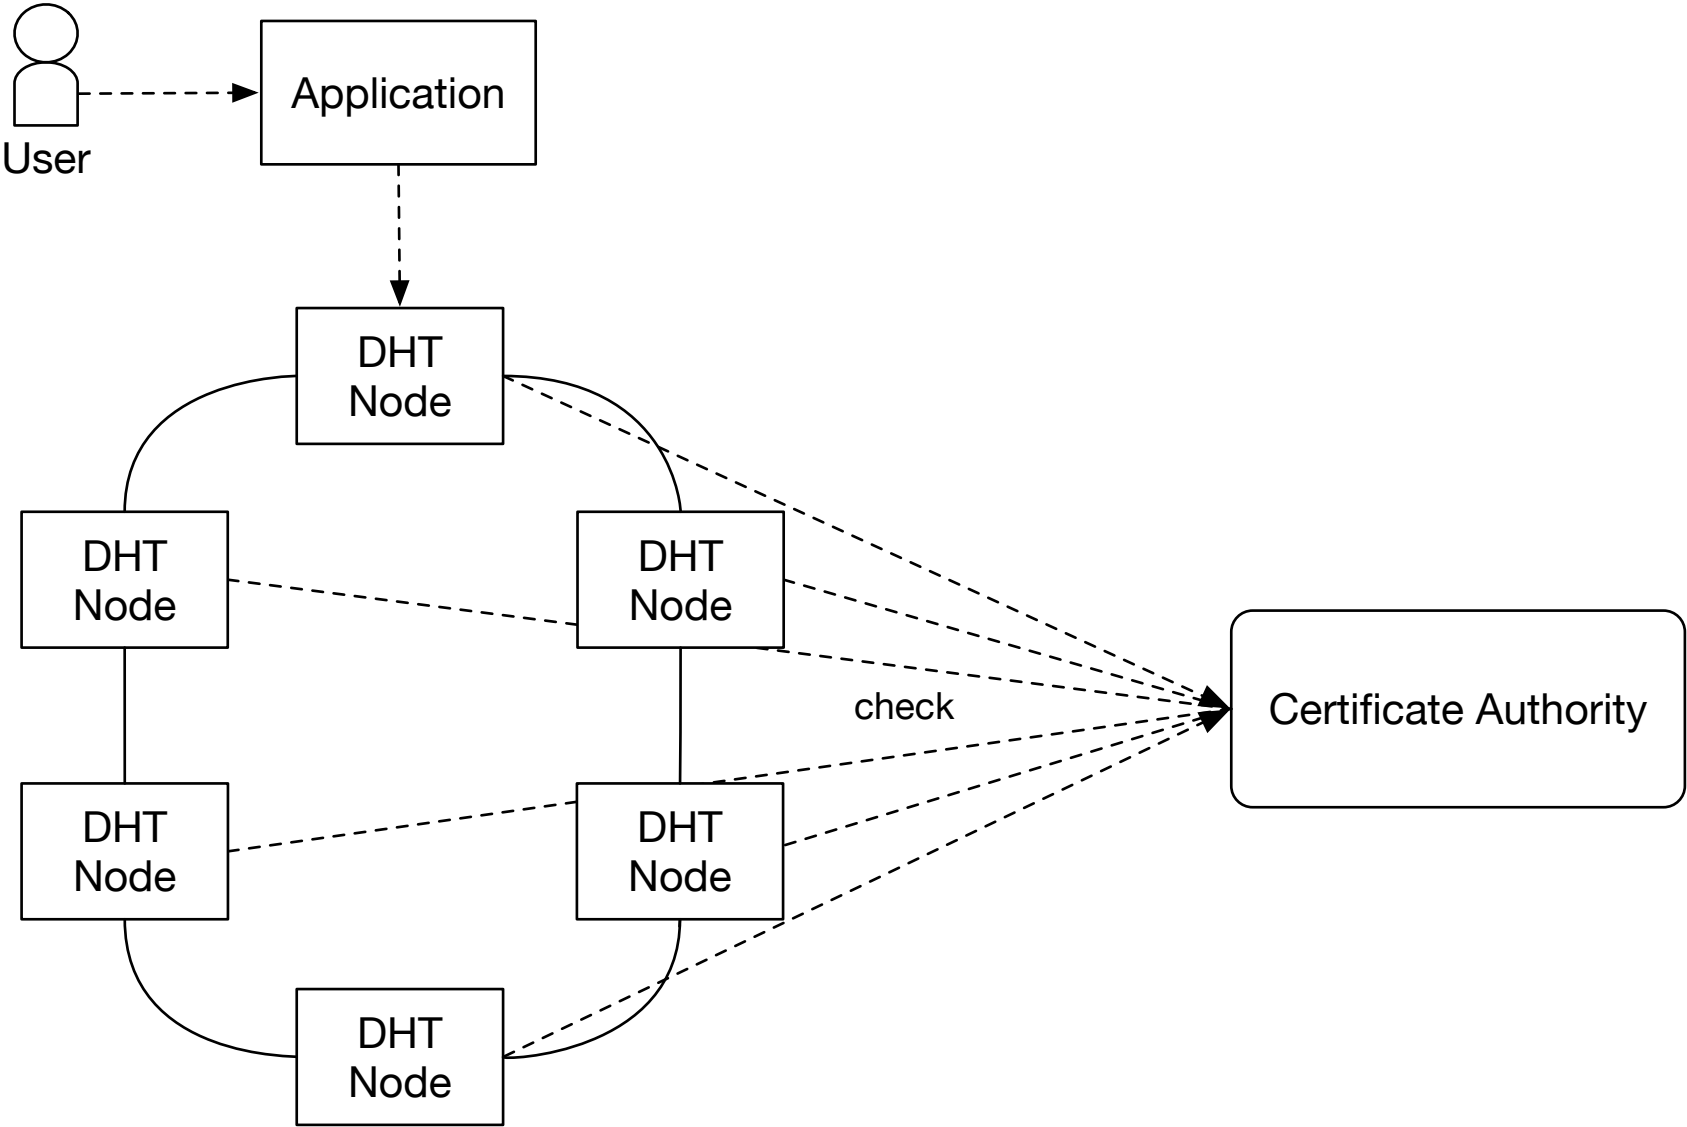 Application
User
DHT
Node
DHT
Node
DHT
Node
check
Certificate Authority
DHT
Node
DHT
Node
DHT
Node